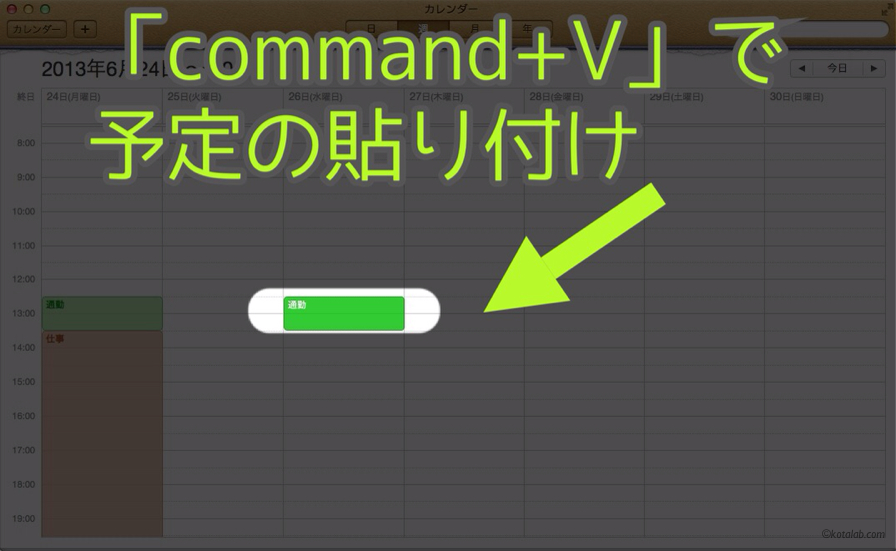 カレンダー
カレンダー + 日 週 月 年
「command+V」で
2013年6月24日
今日
終日 24日(月曜日) 25日(火曜日) 26日(水曜日) 27日(木曜日) 28日(金曜日) 29日(土曜日) 30日(日曜日)
予定の貼り付け
8:00
9:00
10:00
11:00
12:00
通勤 通勤
13:00
仕事
14:00
15:00
16:00
17:00
18:00
19:00
©kotalab.com